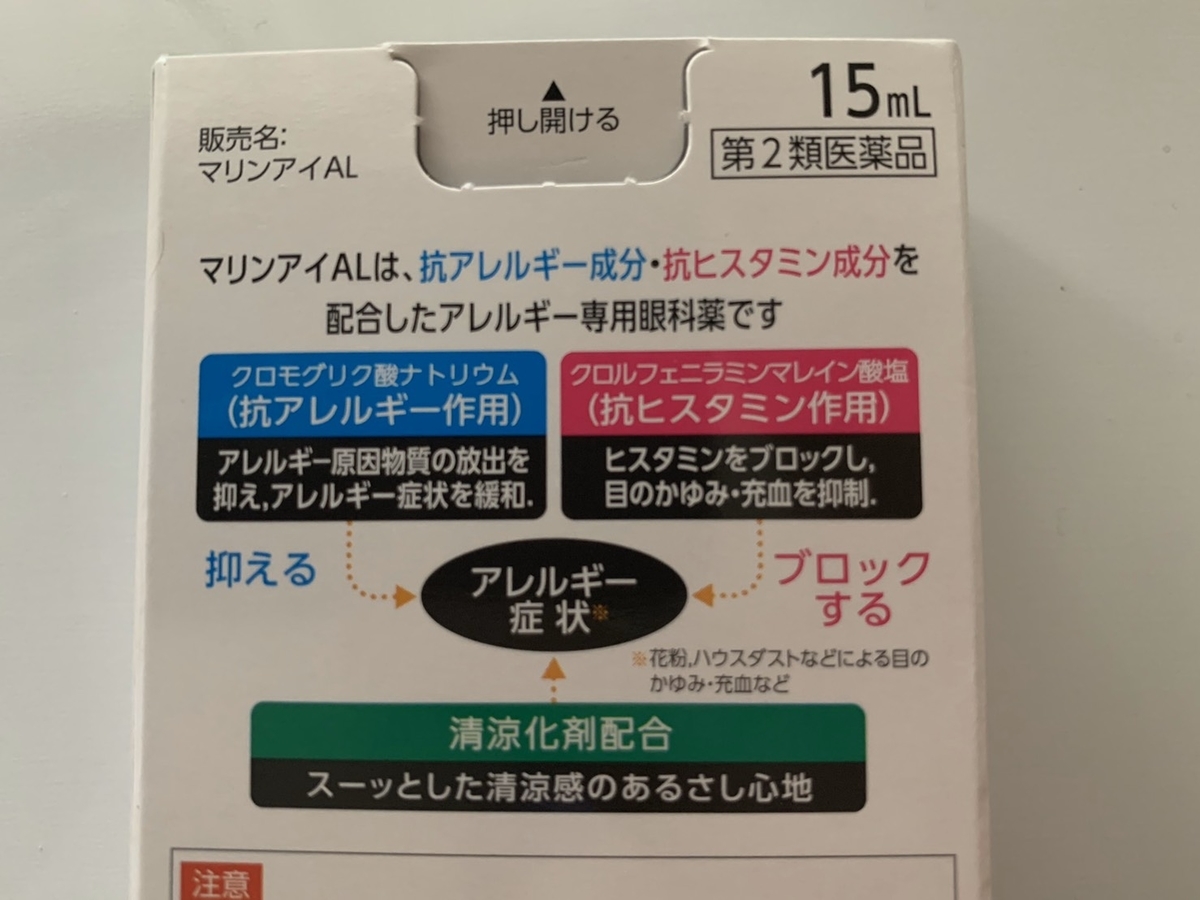 ▲
押し開ける
15mL
販売名:
マリンアイAL
第2類医薬品
マリンアイALは、抗アレルギー成分・抗ヒスタミン成分を
配合したアレルギー専用眼科薬です
クロモグリク酸ナトリウム
(抗アレルギー作用)
アレルギー原因物質の放出を
抑え,アレルギー症状を緩和.
クロルフェニラミンマレイン酸塩
(抗ヒスタミン作用)
ヒスタミンをブロックし,
目のかゆみ・充血を抑制.
抑える
アレルギー
症状※
ブロック
する
※花粉,ハウスダストなどによる目の
かゆみ・充血など
清涼化剤配合
スーッとした清涼感のあるさし心地
注意